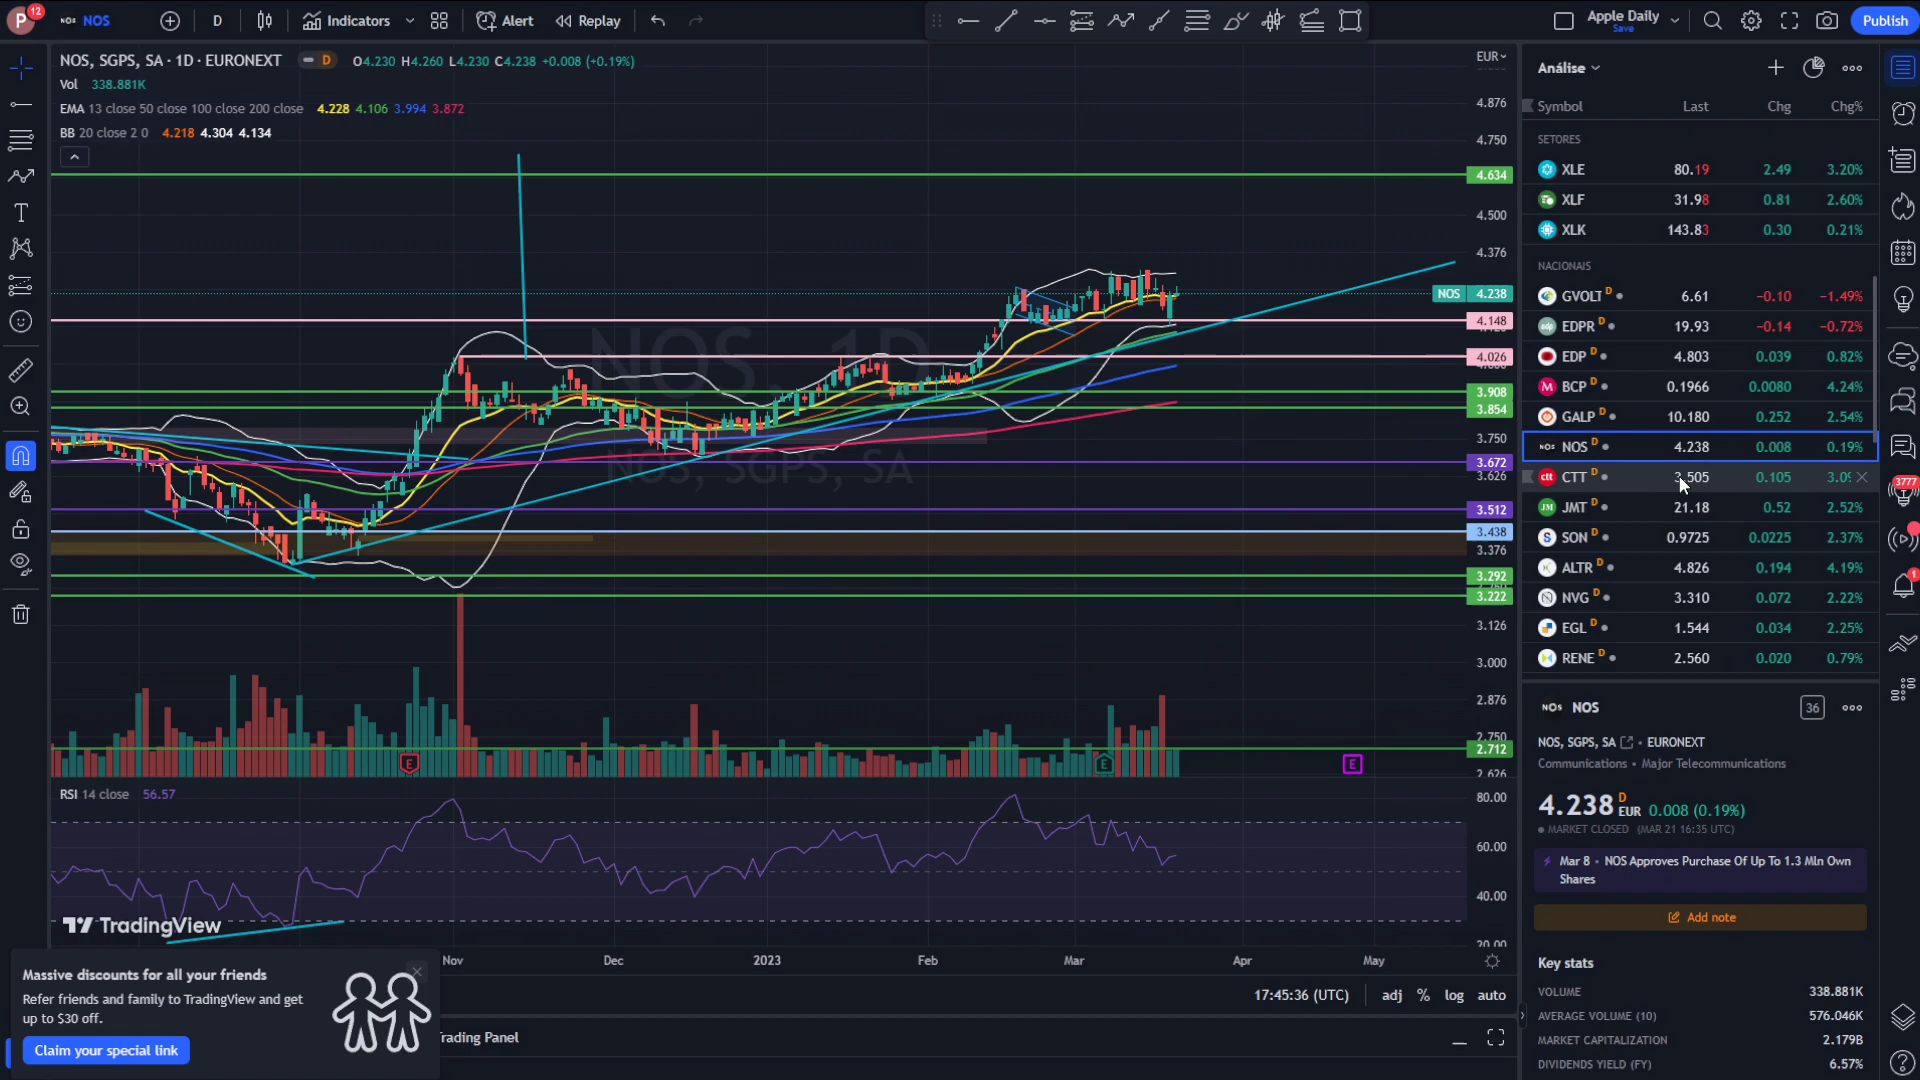 P 12 NOS NOS D Indicators Alert Replay Apple Daily Save Publish
NOS, SGPS, SA · 1D · EURONEXT D O4.230 H4.260 L4.230 C4.238 +0.008 (+0.19%)
Vol 338.881K
EMA 13 close 50 close 100 close 200 close 4.228 4.106 3.994 3.872
BB 20 close 2 0 4.218 4.304 4.134
NOS, 1D
NOS, SGPS, SA
EUR
4.876
4.750
4.634
4.500
4.376
NOS 4.238
4.148
4.026
3.908
3.854
3.750
3.672
3.626
3.512
3.438
3.376
3.292
3.222
3.126
3.000
2.876
2.750
2.712
2.626
E E E
RSI 14 close 56.57
80.00
60.00
40.00
20.00
TradingView
Nov Dec 2023 Feb Mar Apr May
Massive discounts for all your friends
Refer friends and family to TradingView and get
up to $30 off.
Claim your special link
17:45:36 (UTC) adj % log auto
rading Panel
Análise
Symbol Last Chg Chg%
SETORES
XLE 80.19 2.49 3.20%
XLF 31.98 0.81 2.60%
XLK 143.83 0.30 0.21%
NACIONAIS
GVOLT D 6.61 −0.10 −1.49%
EDPR D 19.93 −0.14 −0.72%
EDP D 4.803 0.039 0.82%
BCP D 0.1966 0.0080 4.24%
GALP D 10.180 0.252 2.54%
NOS NOS D 4.238 0.008 0.19%
ctt CTT D 3.505 0.105
JM JMT D 21.18 0.52 2.52%
S SON D 0.9725 0.0225 2.37%
ALTR D 4.826 0.194 4.19%
NVG D 3.310 0.072 2.22%
EGL D 1.544 0.034 2.25%
RENE D 2.560 0.020 0.79%
NOS NOS 36
NOS, SGPS, SA • EURONEXT
Communications • Major Telecommunications
4.238 D EUR 0.008 (0.19%)
MARKET CLOSED (MAR 21 16:35 UTC)
Mar 8 • NOS Approves Purchase Of Up To 1.3 Mln Own
Shares
Add note
Key stats
VOLUME 338.881K
AVERAGE VOLUME (10) 576.046K
MARKET CAPITALIZATION 2.179B
DIVIDENDS YIELD (FY) 6.57%
3777
1